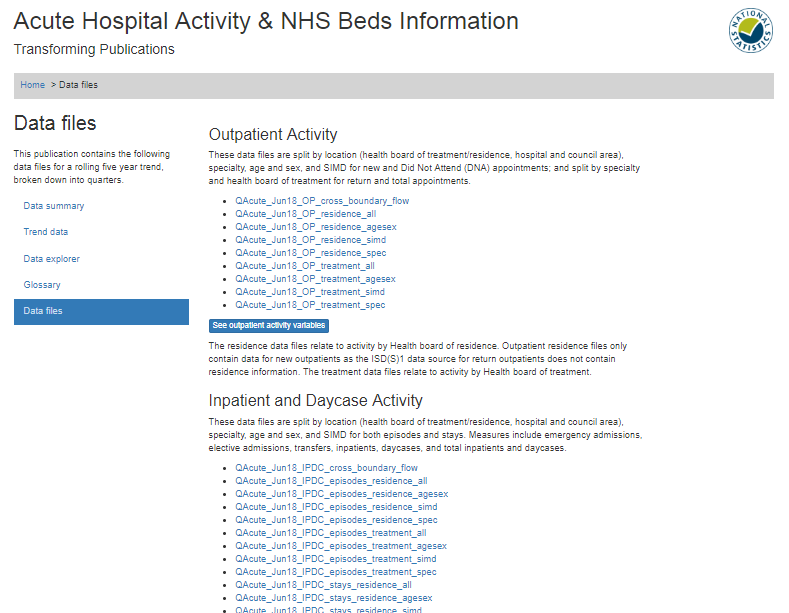 Acute Hospital Activity & NHS Beds Information
Transforming Publications
NATIONAL STATISTICS
Home > Data files
Data files
This publication contains the following
data files for a rolling five year trend,
broken down into quarters.
Data summary
Trend data
Data explorer
Glossary
Data files
Outpatient Activity
These data files are split by location (health board of treatment/residence, hospital and council area),
specialty, age and sex, and SIMD for new and Did Not Attend (DNA) appointments; and split by specialty
and health board of treatment for return and total appointments.
QAcute_Jun18_OP_cross_boundary_flow
QAcute_Jun18_OP_residence_all
QAcute_Jun18_OP_residence_agesex
QAcute_Jun18_OP_residence_simd
QAcute_Jun18_OP_residence_spec
QAcute_Jun18_OP_treatment_all
QAcute_Jun18_OP_treatment_agesex
QAcute_Jun18_OP_treatment_simd
QAcute_Jun18_OP_treatment_spec
See outpatient activity variables
The residence data files relate to activity by Health board of residence. Outpatient residence files only
contain data for new outpatients as the ISD(S)1 data source for return outpatients does not contain
residence information. The treatment data files relate to activity by Health board of treatment.
Inpatient and Daycase Activity
These data files are split by location (health board of treatment/residence, hospital and council area),
specialty, age and sex, and SIMD for both episodes and stays. Measures include emergency admissions,
elective admissions, transfers, inpatients, daycases, and total inpatients and daycases.
QAcute_Jun18_IPDC_cross_boundary_flow
QAcute_Jun18_IPDC_episodes_residence_all
QAcute_Jun18_IPDC_episodes_residence_agesex
QAcute_Jun18_IPDC_episodes_residence_simd
QAcute_Jun18_IPDC_episodes_residence_spec
QAcute_Jun18_IPDC_episodes_treatment_all
QAcute_Jun18_IPDC_episodes_treatment_agesex
QAcute_Jun18_IPDC_episodes_treatment_simd
QAcute_Jun18_IPDC_episodes_treatment_spec
QAcute_Jun18_IPDC_stays_residence_all
QAcute_Jun18_IPDC_stays_residence_agesex
QAcute_Jun18_IPDC_stays_residence_simd